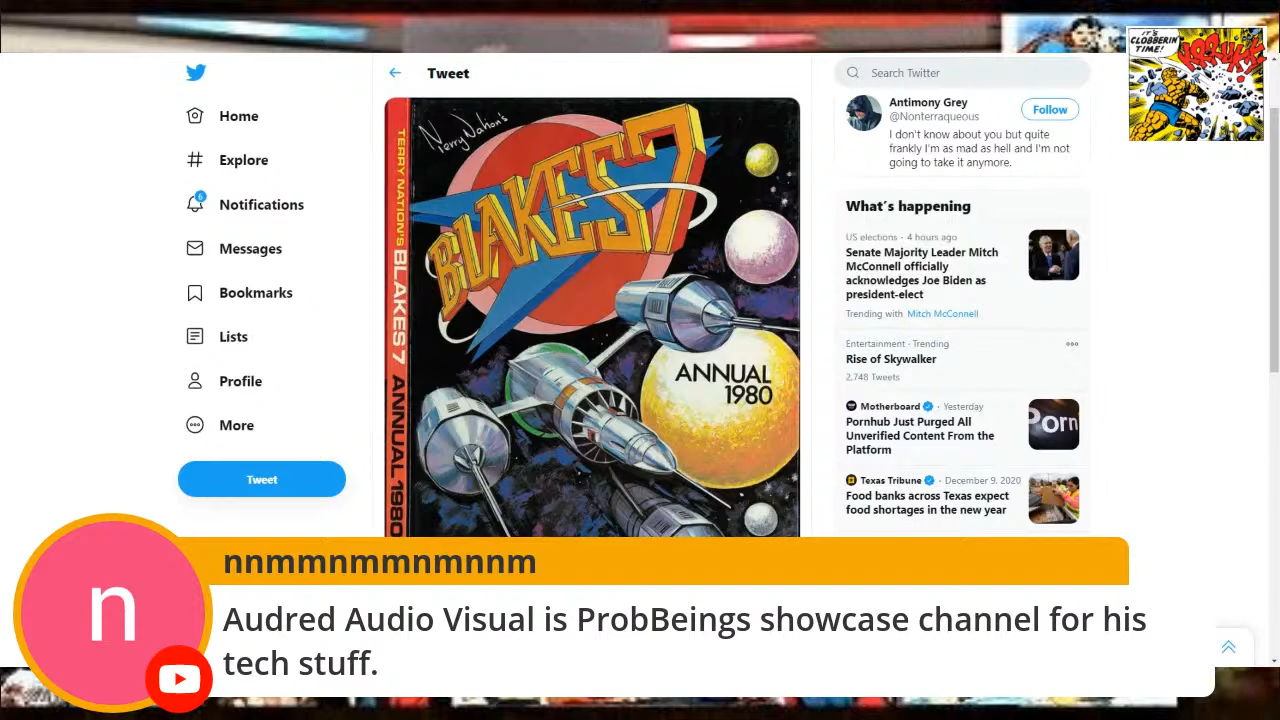 IT'S
CLOBBERIN'
TIME!
Home
Explore
6
Notifications
Messages
Bookmarks
Lists
Profile
More
Tweet
Tweet
TERRY NATION'S BLAKES 7 ANNUAL 1980
Terry Nation's
BLAKES 7
ANNUAL
1980
Search Twitter
Antimony Grey
@Nonterraqueous
Follow
I don't know about you but quite
frankly I'm as mad as hell and I'm not
going to take it anymore.
What's happening
US elections · 4 hours ago
Senate Majority Leader Mitch
McConnell officially
acknowledges Joe Biden as
president-elect
Trending with Mitch McConnell
Entertainment · Trending
Rise of Skywalker
2,748 Tweets
Motherboard · Yesterday
Pornhub Just Purged All
Unverified Content From the
Platform
Porn
Texas Tribune · December 9, 2020
Food banks across Texas expect
food shortages in the new year
n
nnmmnmmnmnnm
Audred Audio Visual is ProbBeings showcase channel for his
tech stuff.